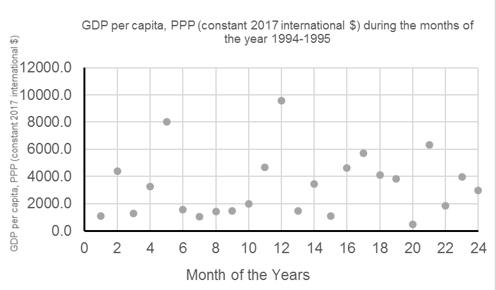 GDP per capita, PPP (constant 2017 international $) during the months of
the year 1994-1995
GDP per capita, PPP (constant 2017 international $)
12000.0
10000.0
8000.0
6000.0
4000.0
2000.0
0.0
0 2 4 6 8 10 12 14 16 18 20 22 24
Month of the Years